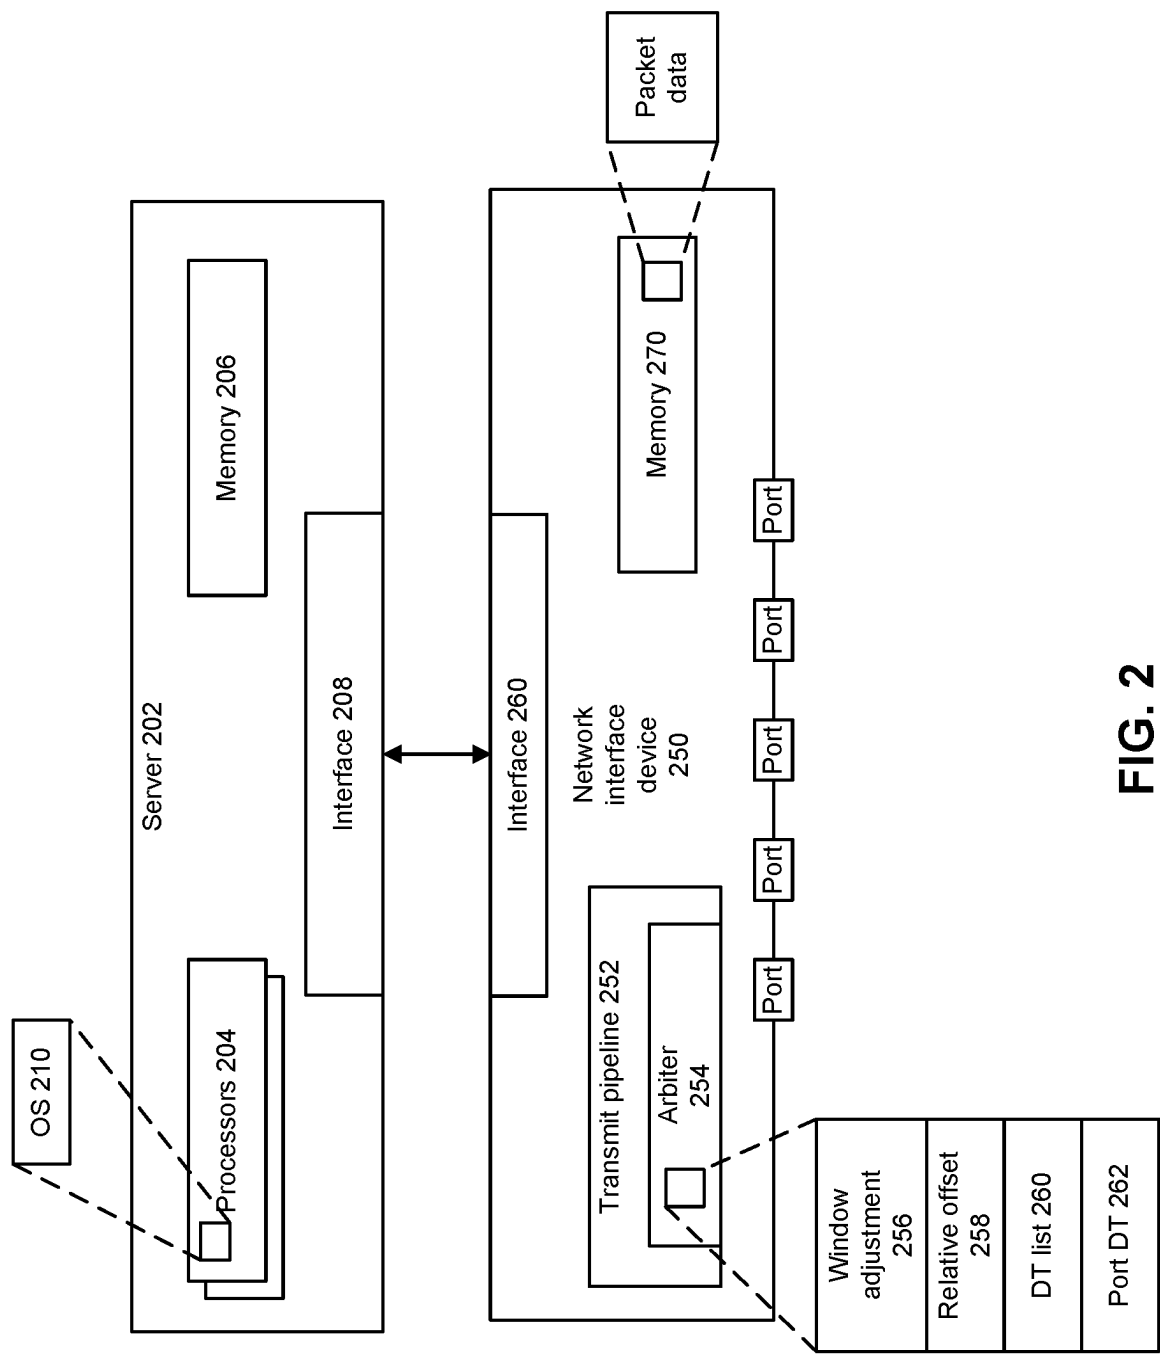 OS 210
Server 202
Processors 204
Memory 206
Interface 208
Interface 260
Network
interface
device
250
Transmit pipeline 252
Arbiter
254
Memory 270
Packet
data
Port
Port
Port
Port
Port
Window
adjustment
256
Relative offset
258
DT list 260
Port DT 262
FIG. 2